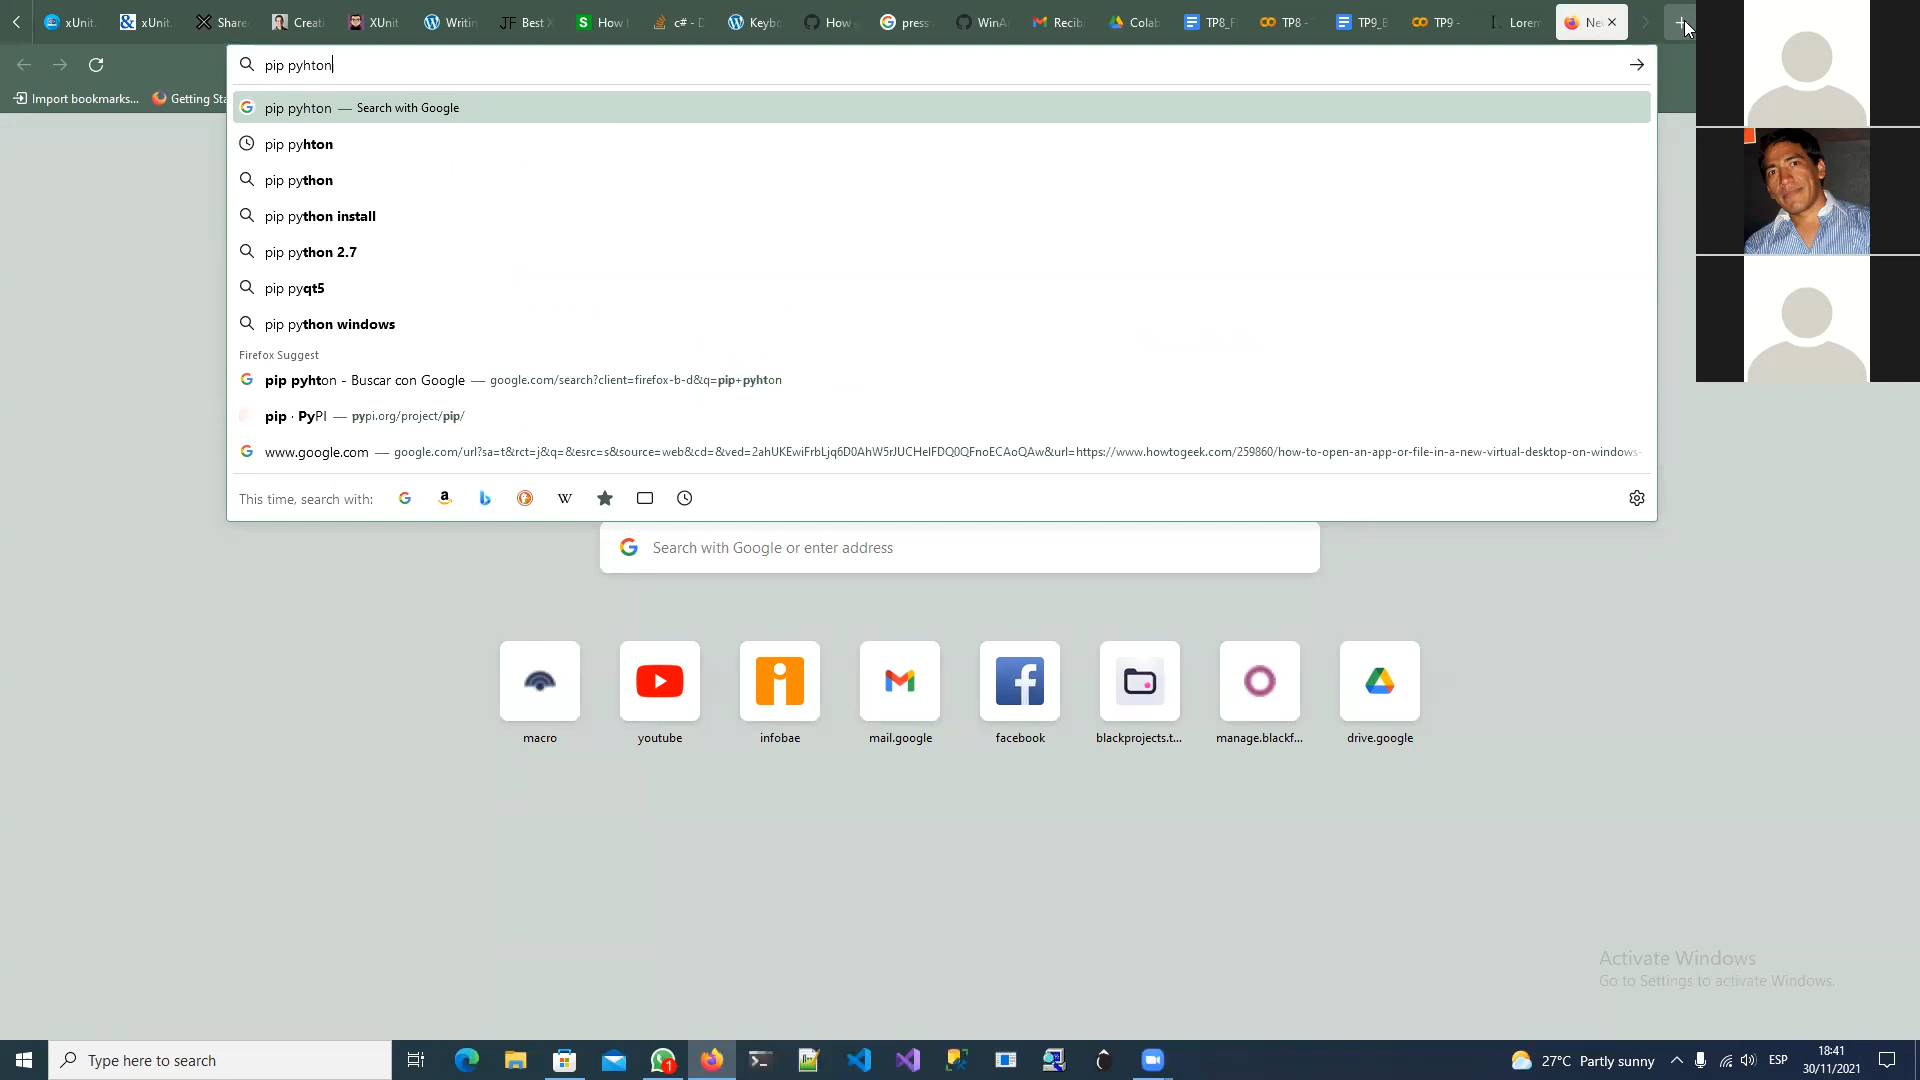 xUnit
xUnit.
Share
Creati
XUnit
Writin
JF Best X
S How
c# - D
Keybo
How
press
WinA
Recib
Colab
TP8_F
TP8 -
TP9_E
TP9 -
Lorem
Ne
pip pyhton
Import bookmarks...
Getting Sta
pip pyhton — Search with Google
pip pyhton
pip python
pip python install
pip python 2.7
pip pyqt5
pip python windows
Firefox Suggest
pip pyhton - Buscar con Google — google.com/search?client=firefox-b-d&q=pip+pyhton
pip · PyPI — pypi.org/project/pip/
www.google.com — google.com/url?sa=t&rct=j&q=&esrc=s&source=web&cd=&ved=2ahUKEwiFrbLjq6D0AhW5rJUCHeIFDQ0QFnoECAoQAw&url=https://www.howtogeek.com/259860/how-to-open-an-app-or-file-in-a-new-virtual-desktop-on-windows-
This time, search with:
Search with Google or enter address
macro
youtube
infobae
mail.google
facebook
blackprojects.t...
manage.blackf...
drive.google
Activate Windows
Go to Settings to activate Windows.
Type here to search
1
27°C Partly sunny
ESP
18:41
30/11/2021